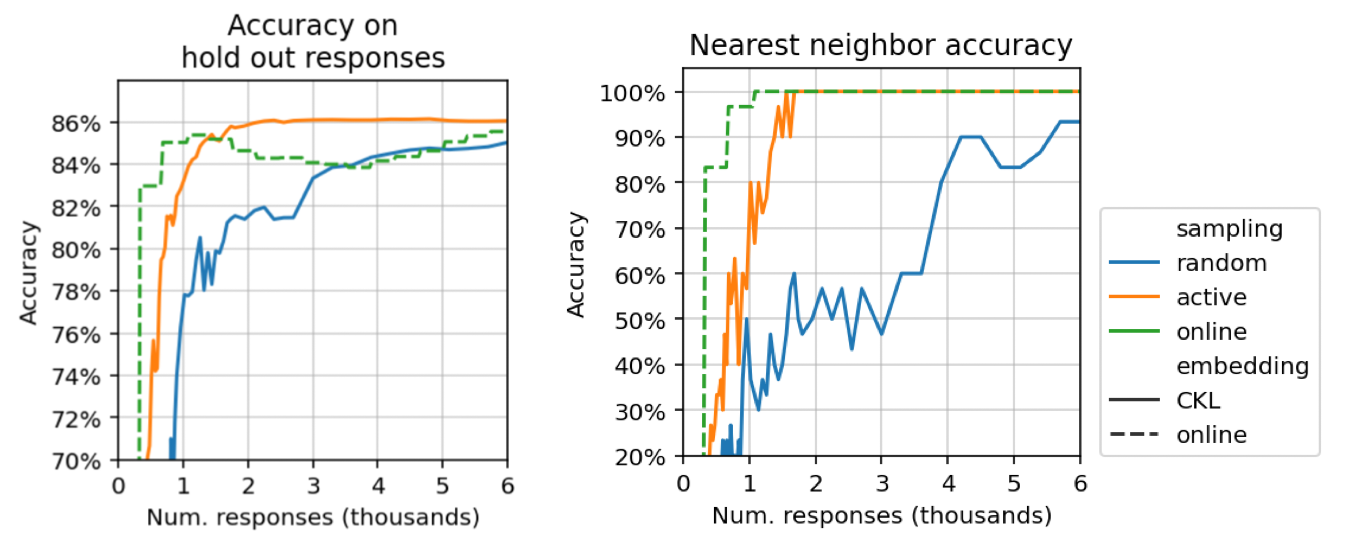 Accuracy on
hold out responses
Accuracy
86%
84%
82%
80%
78%
76%
74%
72%
70%
0 1 2 3 4 5 6
Num. responses (thousands)
Nearest neighbor accuracy
Accuracy
100%
90%
80%
70%
60%
50%
40%
30%
20%
0 1 2 3 4 5 6
Num. responses (thousands)
sampling
random
active
online
embedding
CKL
online